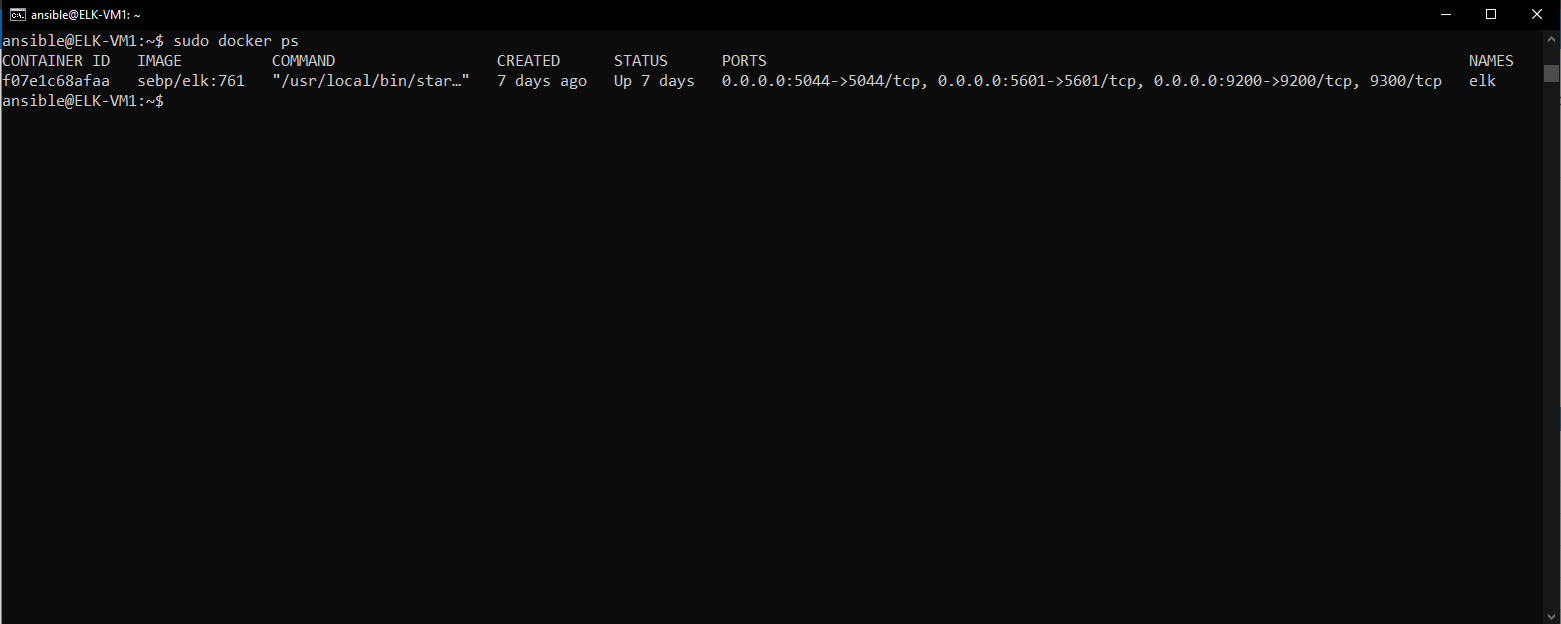 ansible@ELK-VM1: ~
ansible@ELK-VM1:~$ sudo docker ps
CONTAINER ID   IMAGE          COMMAND                  CREATED      STATUS      PORTS                                                                              NAMES
f07e1c68afaa   sebp/elk:761   "/usr/local/bin/star…"   7 days ago   Up 7 days   0.0.0.0:5044->5044/tcp, 0.0.0.0:5601->5601/tcp, 0.0.0.0:9200->9200/tcp, 9300/tcp   elk
ansible@ELK-VM1:~$